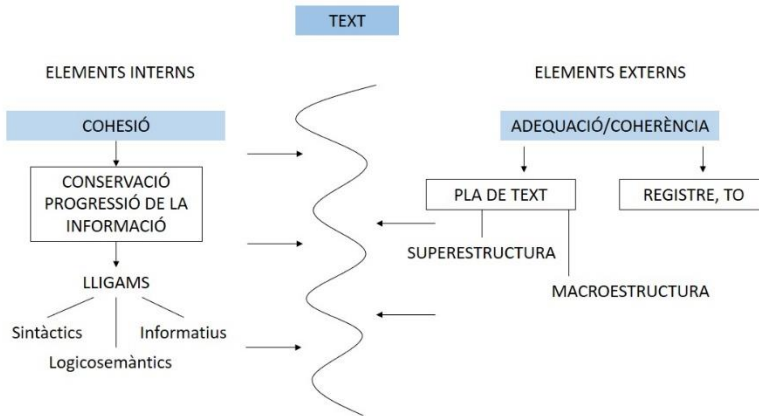 TEXT
ELEMENTS INTERNS
ELEMENTS EXTERNS
COHESIÓ
ADEQUACIÓ/COHERÈNCIA
CONSERVACIÓ
PROGRESSIÓ DE LA
INFORMACIÓ
PLA DE TEXT
REGISTRE, TO
SUPERESTRUCTURA
LLIGAMS
MACROESTRUCTURA
Sintàctics
Informatius
Logicosemàntics